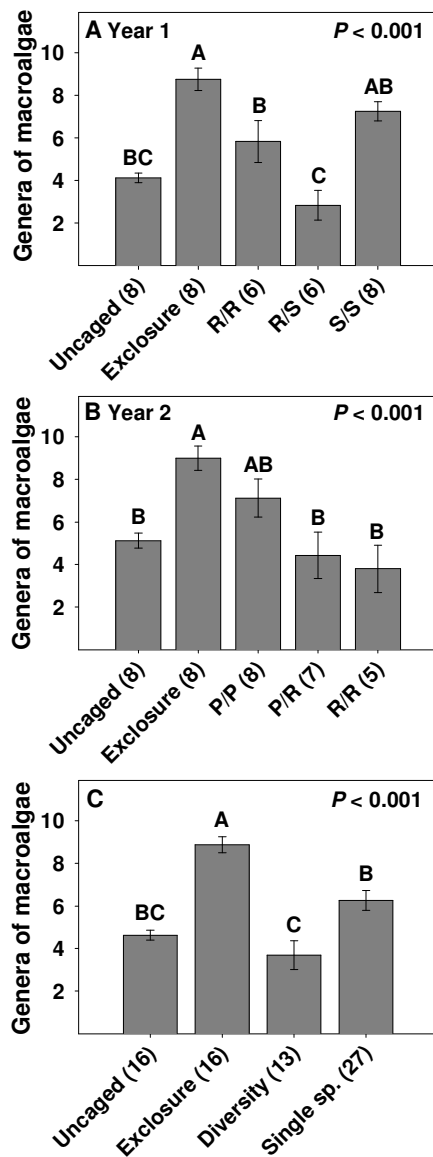 A Year 1 P < 0.001
Genera of macroalgae
10
8
6
4
2
BC A B C AB
Uncaged (8) Exclosure (8) R/R (6) R/S (6) S/S (8)
B Year 2 P < 0.001
Genera of macroalgae
10
8
6
4
2
B A AB B B
Uncaged (8) Exclosure (8) P/P (8) P/R (7) R/R (5)
C P < 0.001
Genera of macroalgae
10
8
6
4
2
BC A C B
Uncaged (16) Exclosure (16) Diversity (13) Single sp. (27)